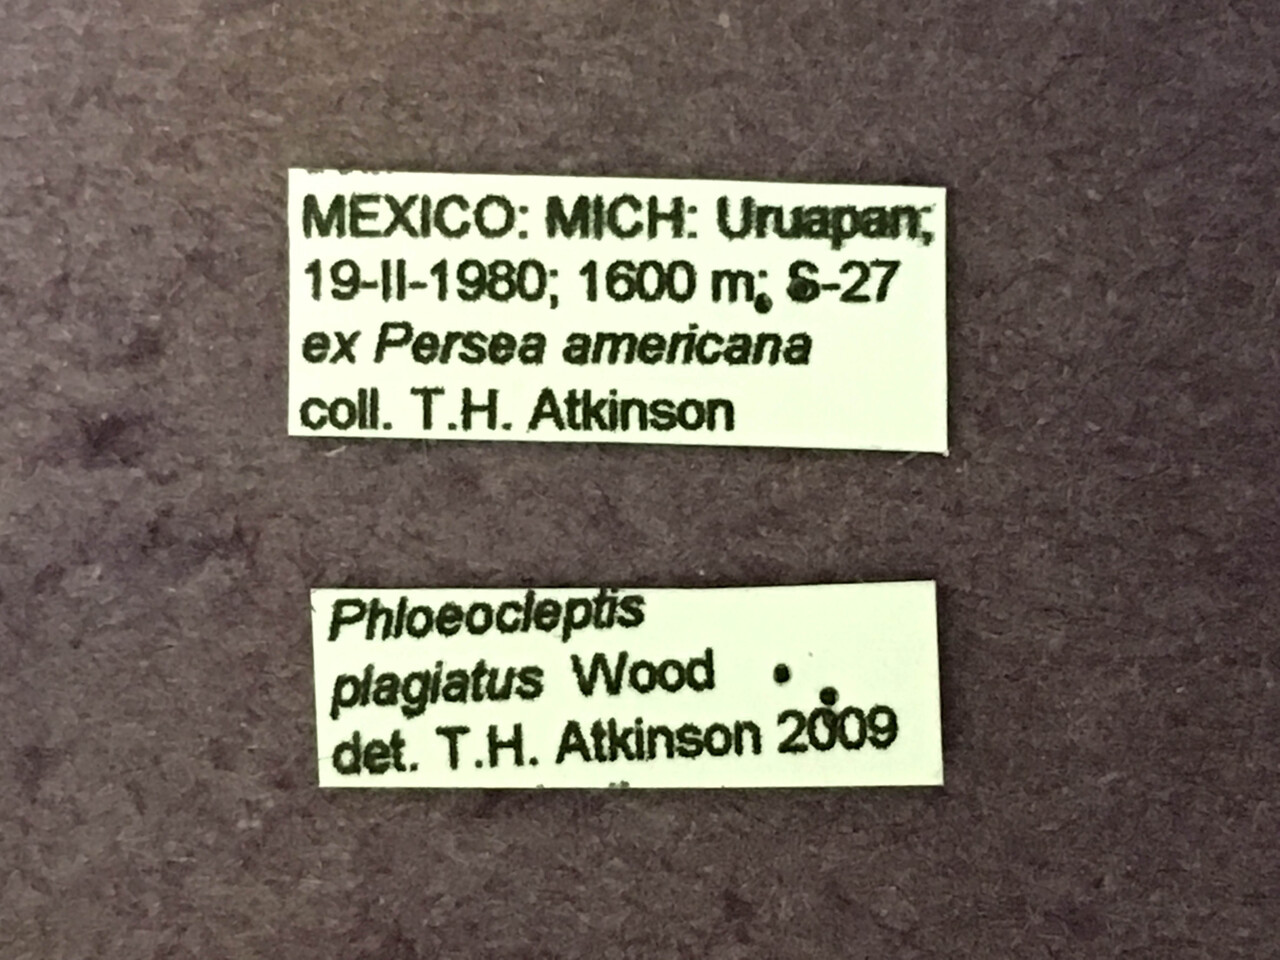 MEXICO: MICH: Uruapan;
19-II-1980; 1600 m; S-27
ex Persea americana
coll. T.H. Atkinson
Phloeocleptis
plagiatus Wood
det. T.H. Atkinson 2009